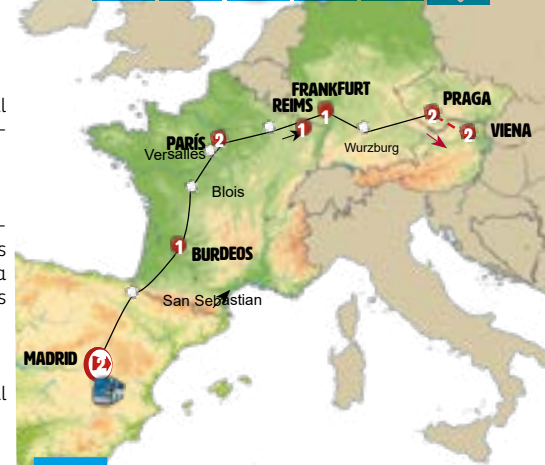 FRANKFURT
REIMS
1
1
PRAGA
2
VIENA
2
PARÍS
2
Versalles
Wurzburg
Blois
1
BURDEOS
San Sebastian
MADRID
2